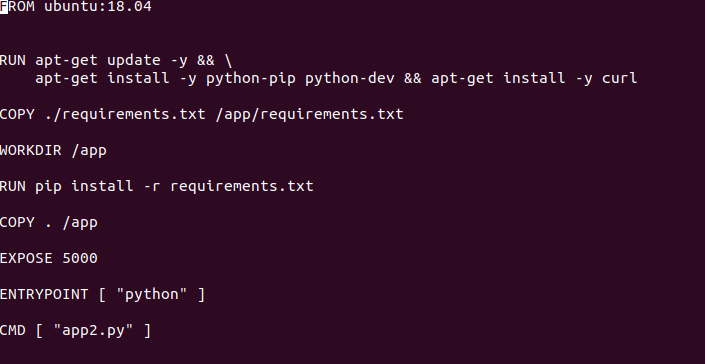 FROM ubuntu:18.04
RUN apt-get update -y && \
apt-get install -y python-pip python-dev && apt-get install -y curl
COPY ./requirements.txt /app/requirements.txt
WORKDIR /app
RUN pip install -r requirements.txt
COPY . /app
EXPOSE 5000
ENTRYPOINT [ "python" ]
CMD [ "app2.py" ]